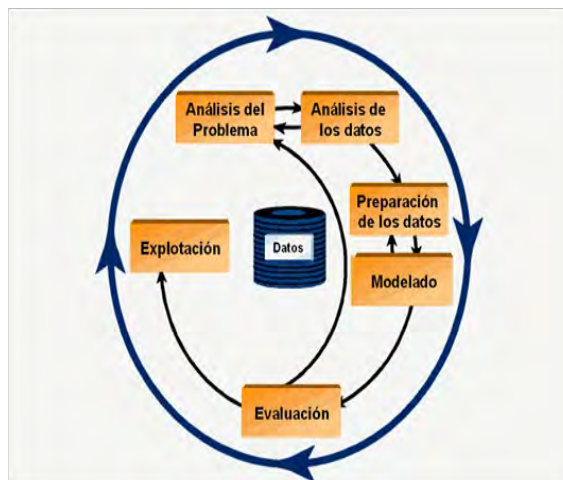 Análisis del
Problema
Análisis de
los datos
Preparación
de los datos
Modelado
Evaluación
Explotación
Datos